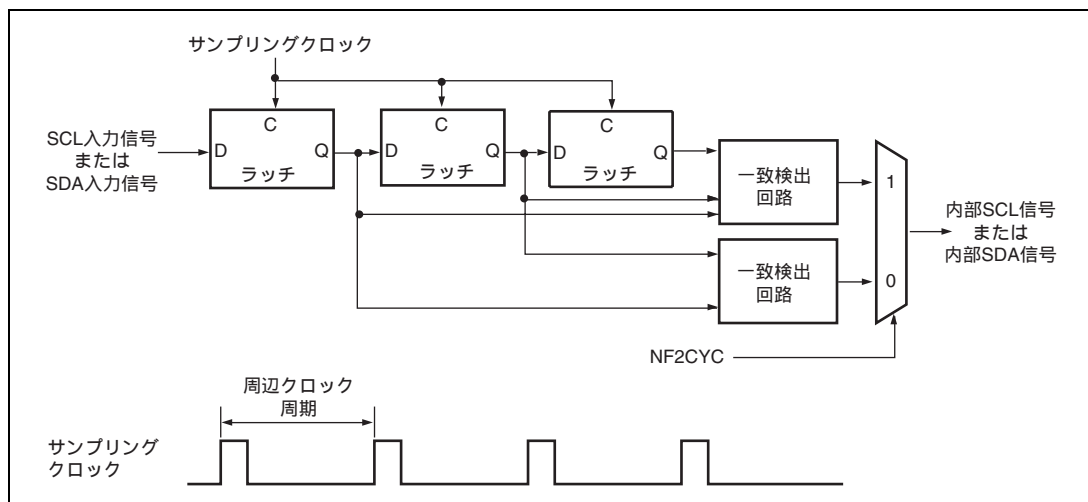 サンプリングクロック
SCL入力信号
または
SDA入力信号
C
D
Q
ラッチ
C
D
Q
ラッチ
C
D
Q
ラッチ
一致検出
回路
一致検出
回路
1
0
内部SCL信号
または
内部SDA信号
NF2CYC
周辺クロック
周期
サンプリング
クロック